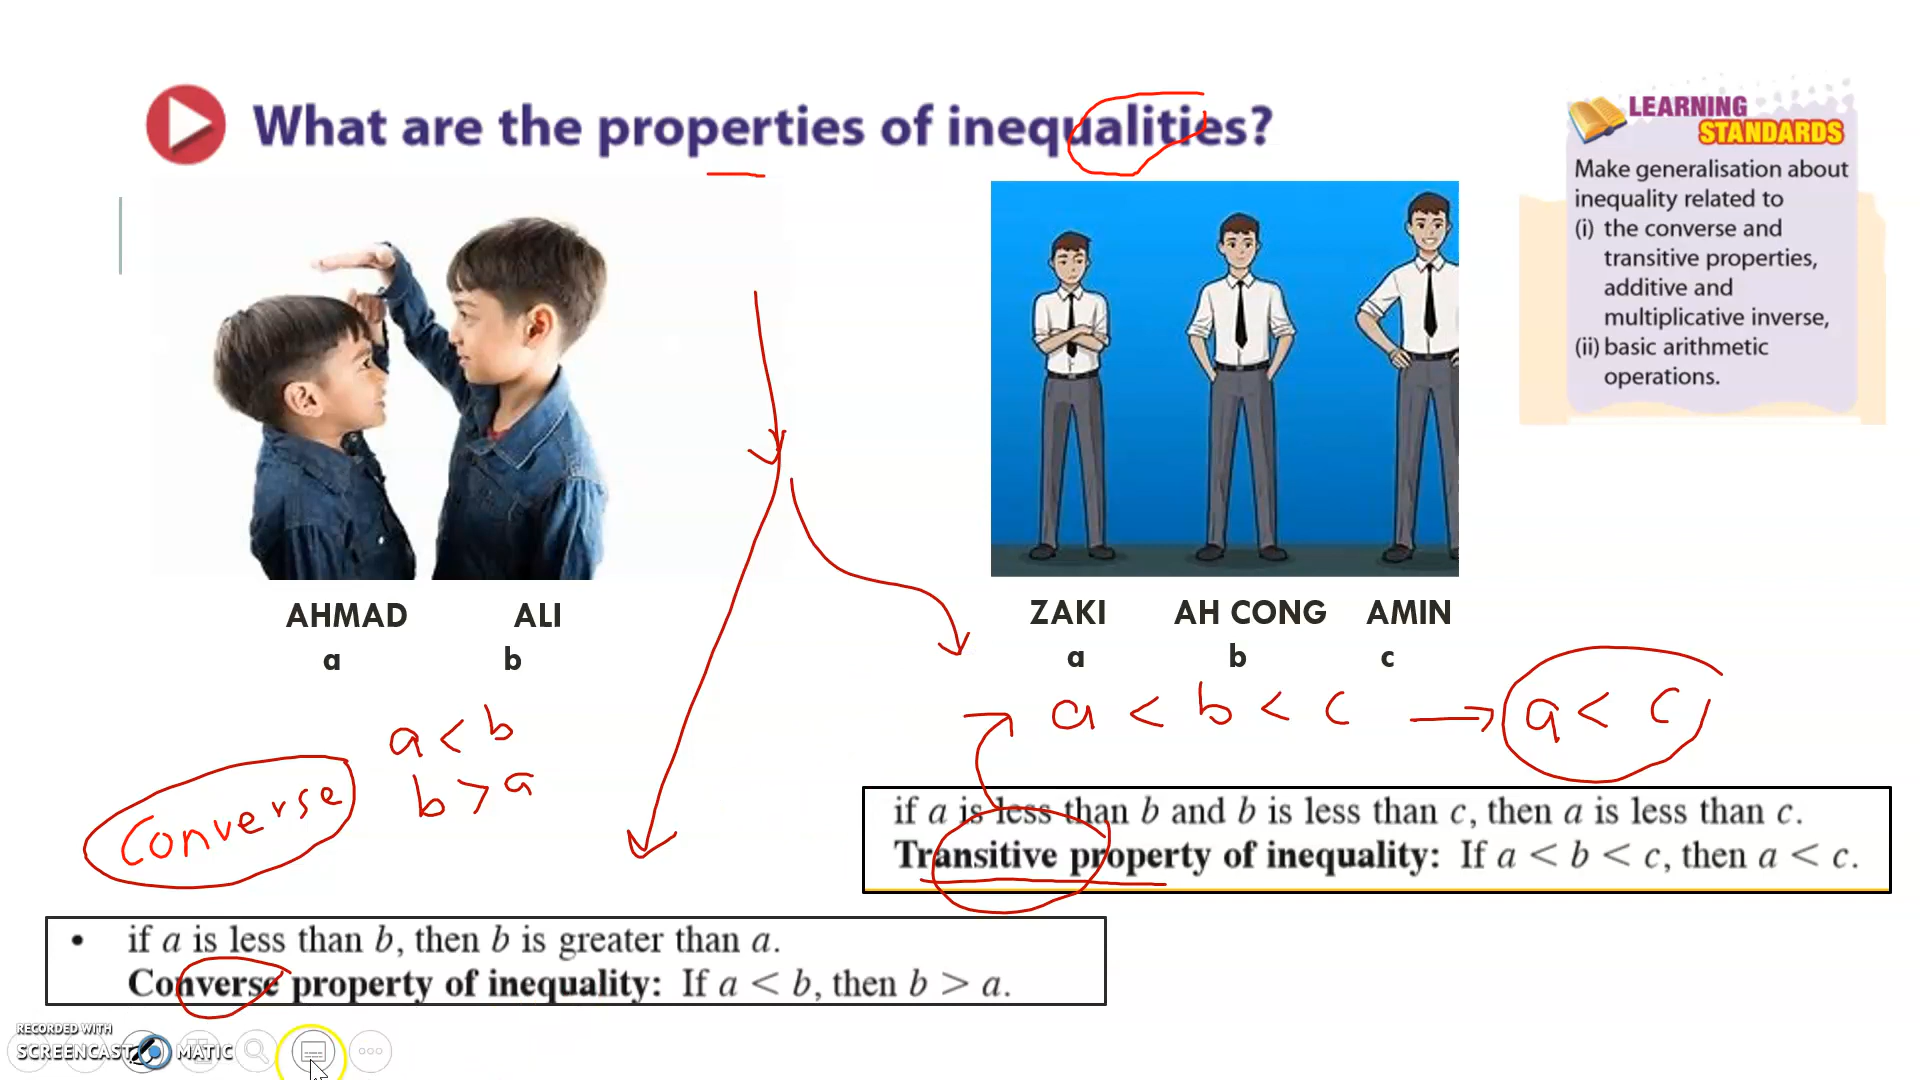 What are the properties of inequalities?
LEARNING
STANDARDS
Make generalisation about
inequality related to
(i) the converse and
transitive properties,
additive and
multiplicative inverse,
(ii) basic arithmetic
operations.
AHMAD ALI
a b
ZAKI AH CONG AMIN
a b c
a < b
b > a
Converse
a < b < c → a < c
if a is less than b and b is less than c, then a is less than c.
Transitive property of inequality: If a < b < c, then a < c.
• if a is less than b, then b is greater than a.
Converse property of inequality: If a < b, then b > a.
RECORDED WITH
SCREENCAST MATIC